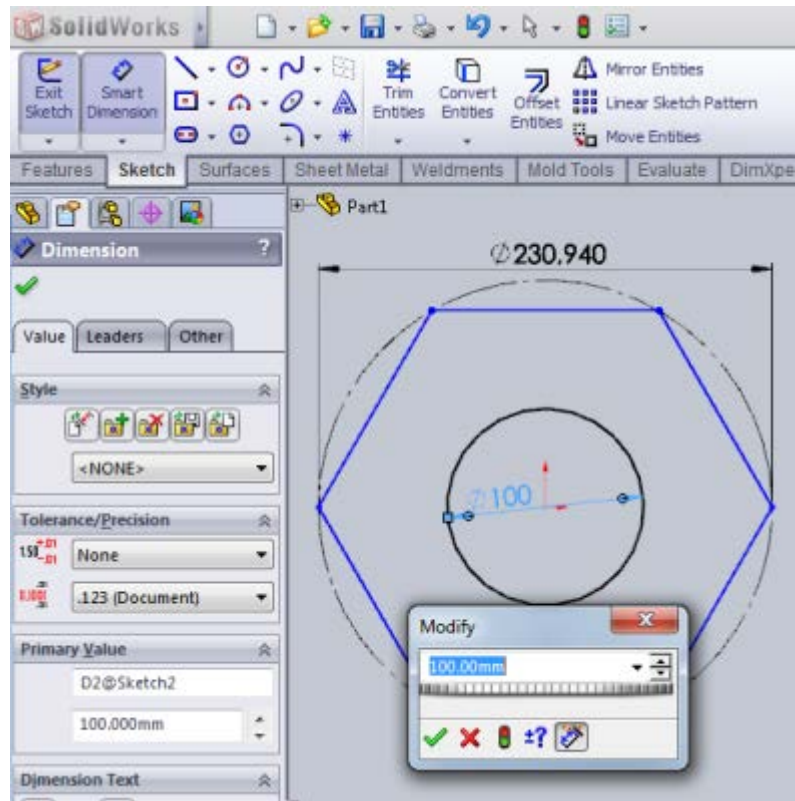 SolidWorks
Exit Sketch
Smart Dimension
Trim Entities
Convert Entities
Offset Entities
Mirror Entities
Linear Sketch Pattern
Move Entities
Features Sketch Surfaces Sheet Metal Weldments Mold Tools Evaluate DimXpe
Part1
Dimension ?
Value Leaders Other
Style
<NONE>
Tolerance/Precision
None
.123 (Document)
Primary Value
D2@Sketch2
100.000mm
Dimension Text
∅230.940
∅100
Modify
100.00mm
±?